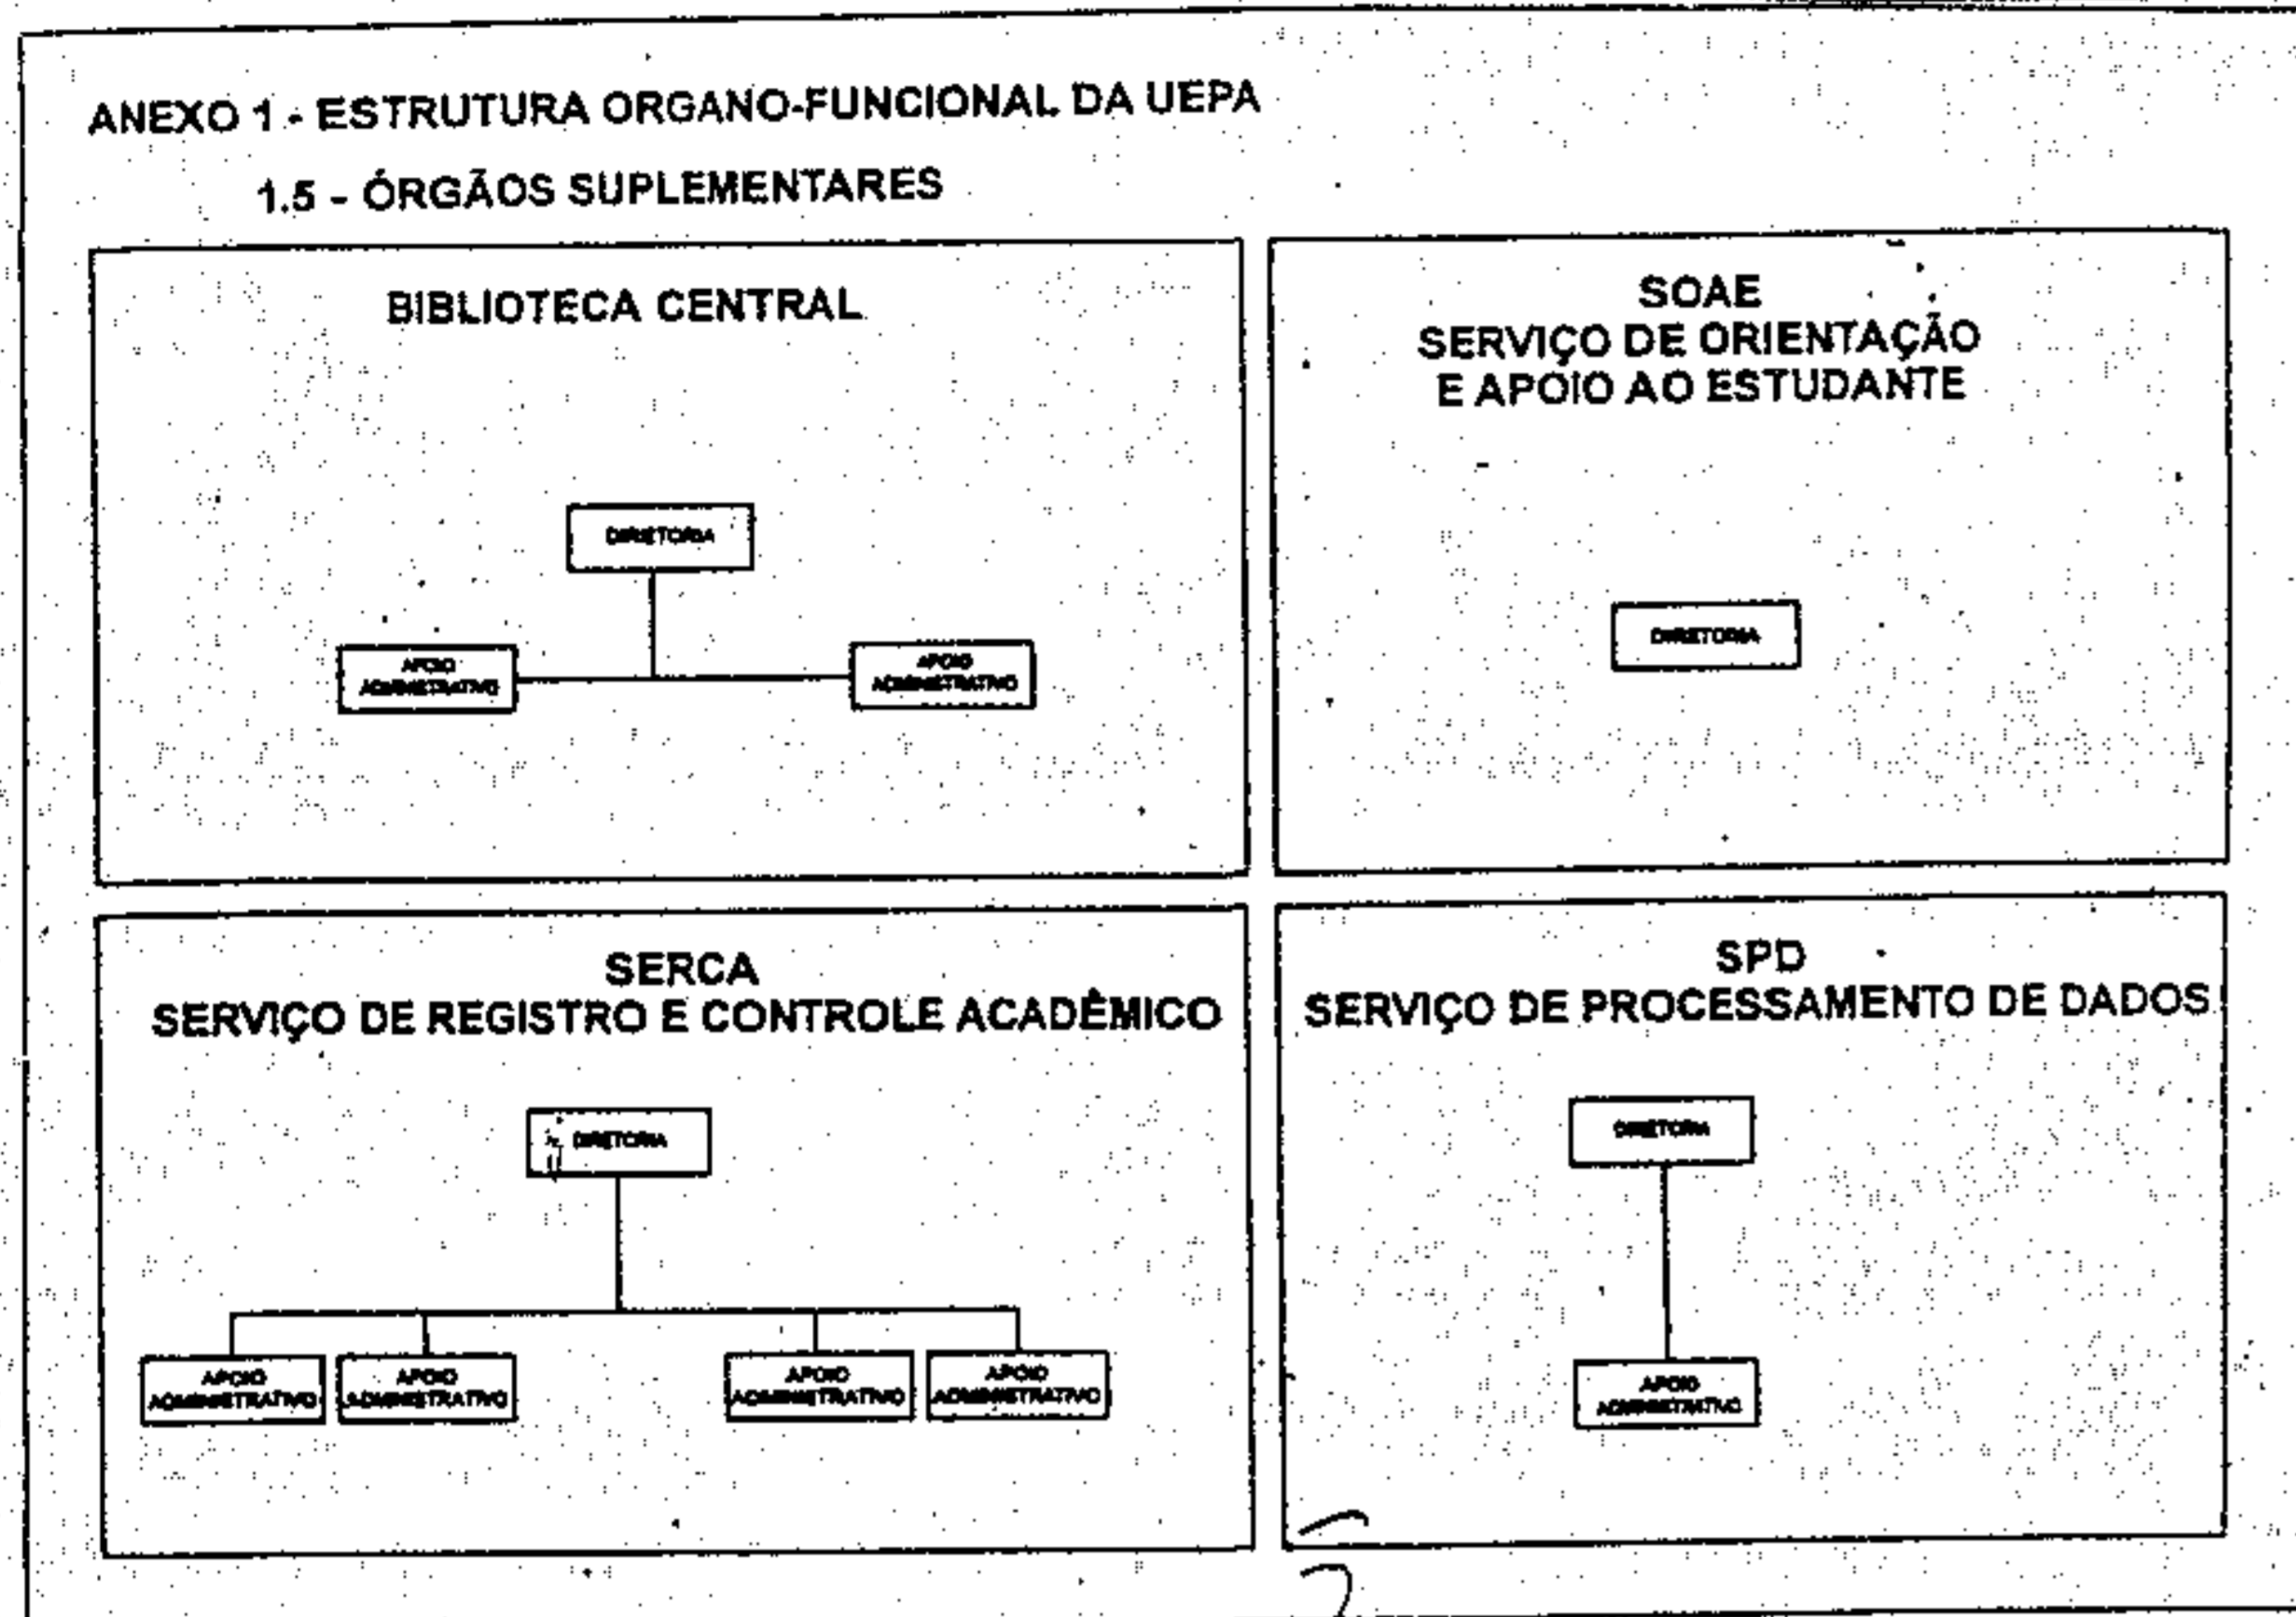 ANEXO 1 - ESTRUTURA ORGANO-FUNCIONAL DA UEPA
1.5 - ÓRGÃOS SUPLEMENTARES
BIBLIOTECA CENTRAL
DIRETORIA
APOIO
ADMINISTRATIVO
APOIO
ADMINISTRATIVO
SOAE
SERVIÇO DE ORIENTAÇÃO
E APOIO AO ESTUDANTE
DIRETORIA
SERCA
SERVIÇO DE REGISTRO E CONTROLE ACADÊMICO
DIRETORIA
APOIO
ADMINISTRATIVO
APOIO
ADMINISTRATIVO
APOIO
ADMINISTRATIVO
APOIO
ADMINISTRATIVO
SPD
SERVIÇO DE PROCESSAMENTO DE DADOS
DIRETORIA
APOIO
ADMINISTRATIVO